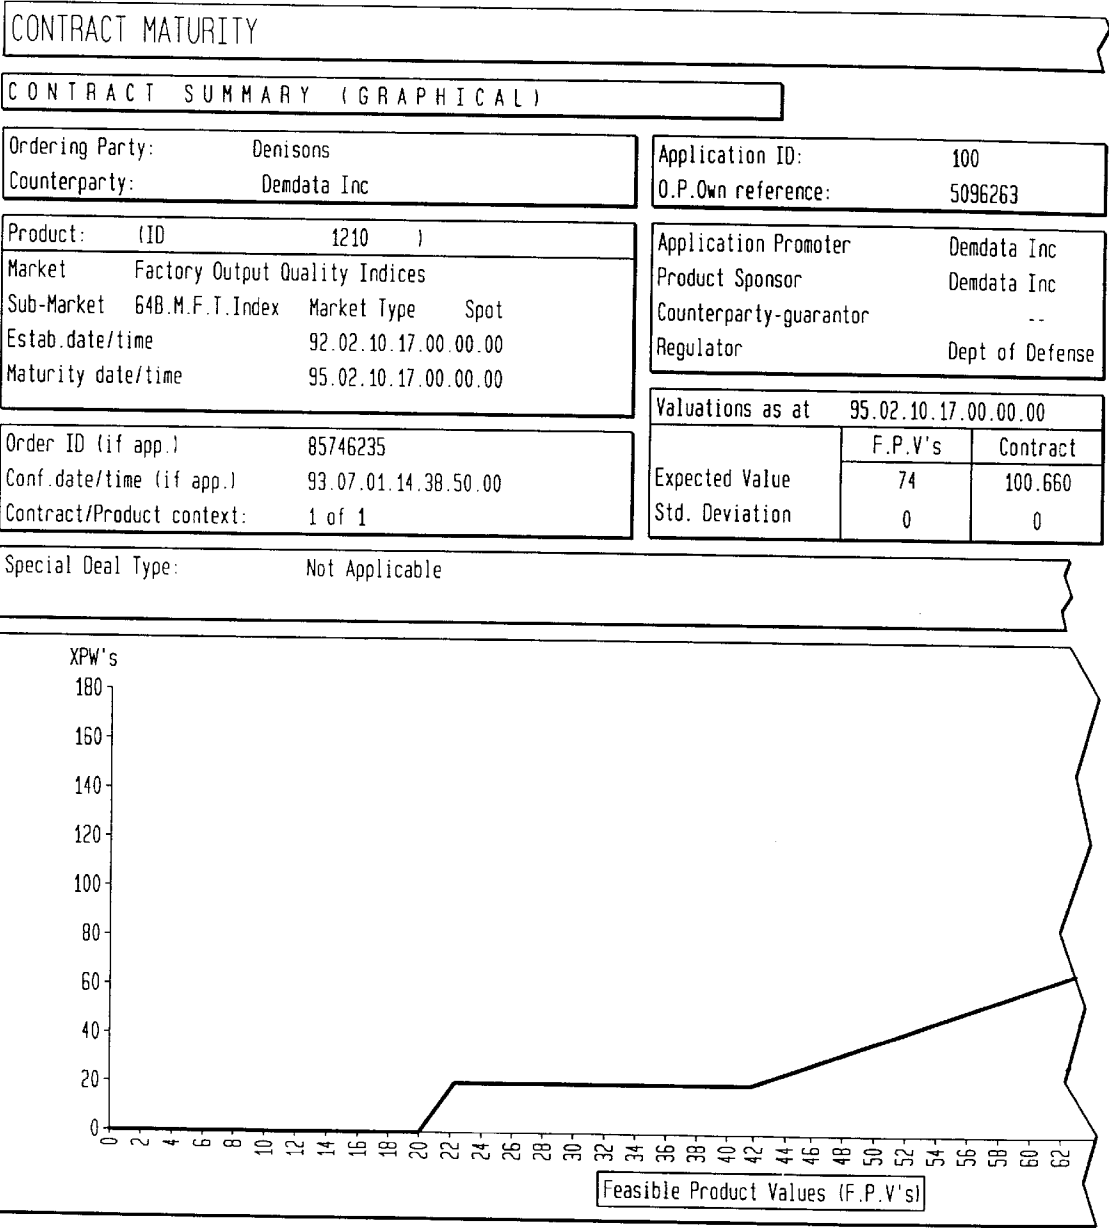 CONTRACT MATURITY
CONTRACT SUMMARY (GRAPHICAL)
Ordering Party: Denisons
Counterparty: Demdata Inc
Application ID: 100
O.P.Own reference: 5096263
Product: (ID 1210 )
Market Factory Output Quality Indices
Sub-Market 64B.M.F.T.Index Market Type Spot
Estab.date/time 92.02.10.17.00.00.00
Maturity date/time 95.02.10.17.00.00.00
Application Promoter Demdata Inc
Product Sponsor Demdata Inc
Counterparty-guarantor --
Regulator Dept of Defense
Order ID (if app.) 85746235
Conf.date/time (if app.) 93.07.01.14.38.50.00
Contract/Product context: 1 of 1
Valuations as at 95.02.10.17.00.00.00
F.P.V's Contract
Expected Value 74 100.660
Std. Deviation 0 0
Special Deal Type: Not Applicable
XPW's
180
160
140
120
100
80
60
40
20
0
0 2 4 6 8 10 12 14 16 18 20 22 24 26 28 30 32 34 36 38 40 42 44 46 48 50 52 54 56 58 60 62
Feasible Product Values (F.P.V's)